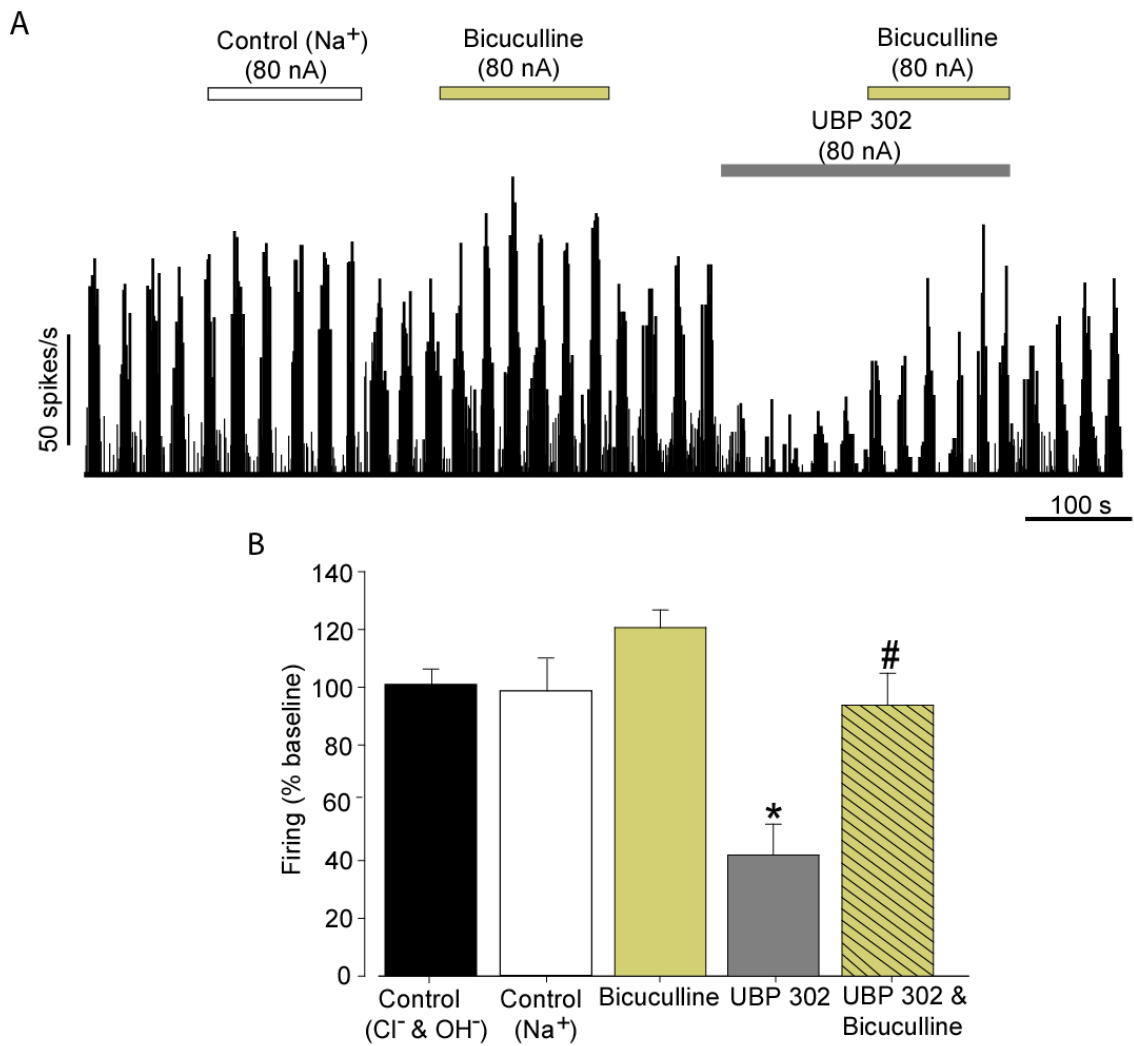 A
Control (Na⁺)
(80 nA)
Bicuculline
(80 nA)
Bicuculline
(80 nA)
UBP 302
(80 nA)
50 spikes/s
100 s
B
Firing (% baseline)
140
120
100
80
60
40
20
0
*
#
Control
(Cl⁻ & OH⁻)
Control
(Na⁺)
Bicuculline
UBP 302
UBP 302 &
Bicuculline